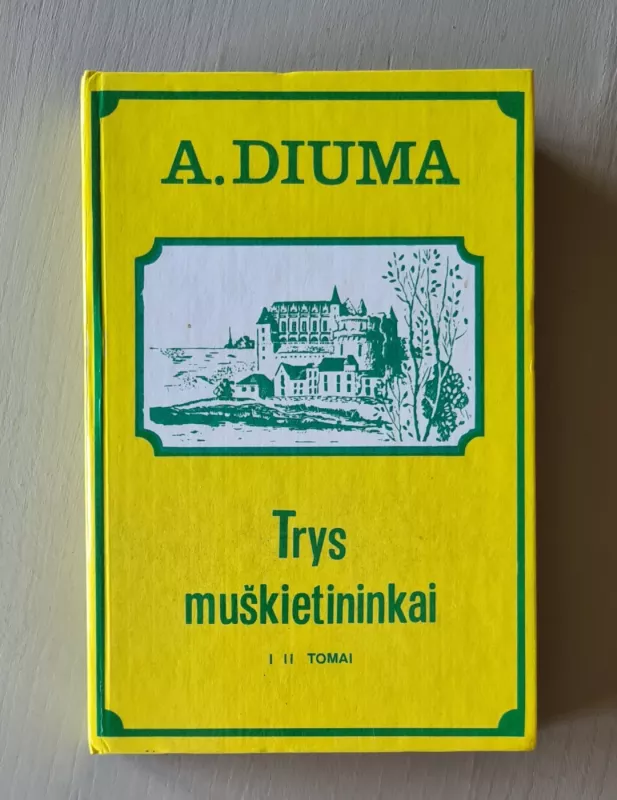 A. DIUMA
Trys
muškietininkai
I II TOMAI